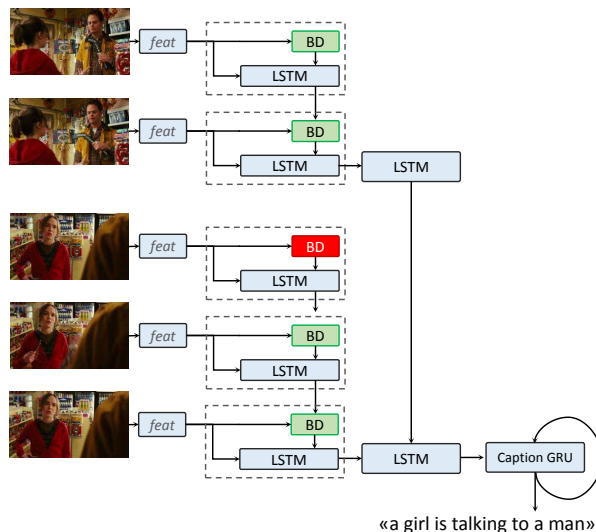 feat
BD
LSTM
feat
BD
LSTM
LSTM
feat
BD
LSTM
feat
BD
LSTM
feat
BD
LSTM
LSTM
Caption GRU
«a girl is talking to a man»